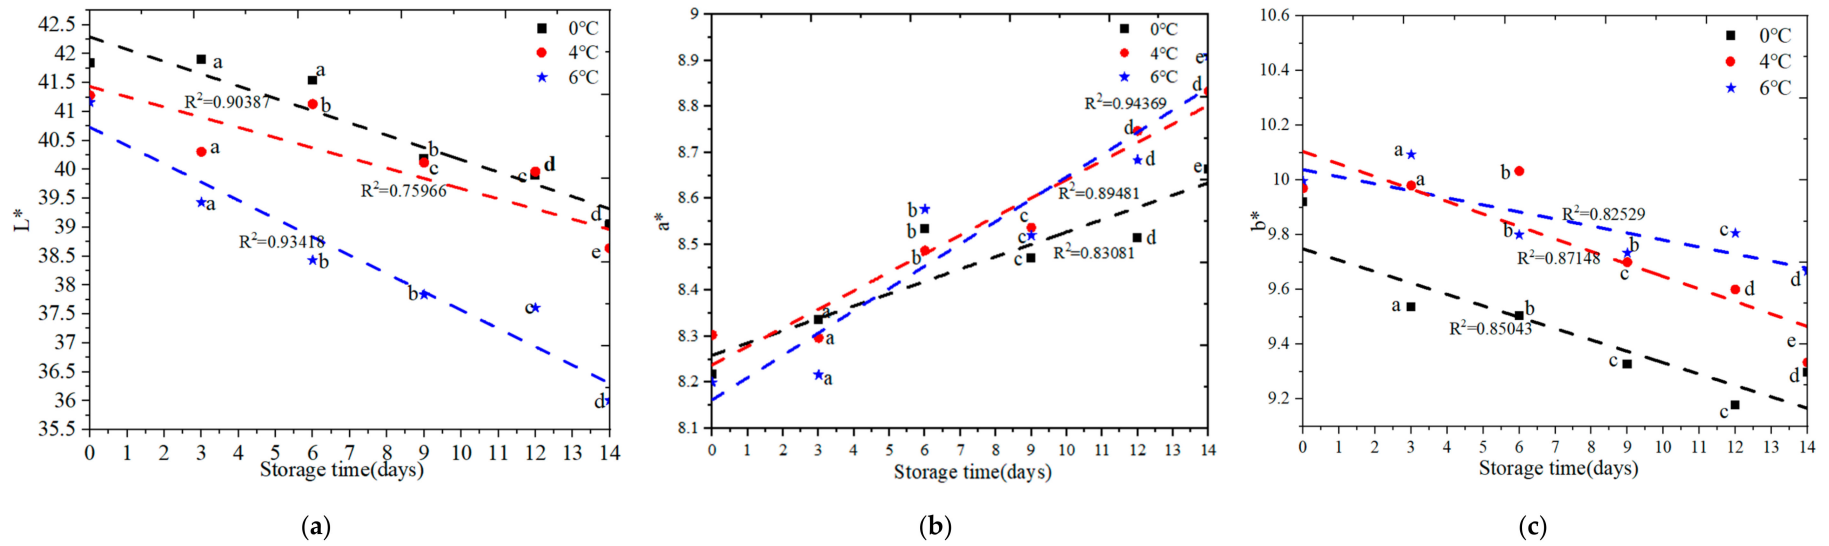 42.5
42
41.5
41
40.5
40
39.5
39
38.5
38
37.5
37
36.5
36
35.5
L*
0 1 2 3 4 5 6 7 8 9 10 11 12 13 14
Storage time(days)
0℃
4℃
6℃
R²=0.90387
R²=0.75966
R²=0.93418
a
a
b
c
d
a
b
c
d
e
a
b
b
c
d
(a)
9
8.9
8.8
8.7
8.6
8.5
8.4
8.3
8.2
8.1
a*
0 1 2 3 4 5 6 7 8 9 10 11 12 13 14
Storage time(days)
0℃
4℃
6℃
R²=0.94369
R²=0.89481
R²=0.83081
a
a
a
b
b
b
c
c
c
d
d
d
e
d
e
(b)
10.6
10.4
10.2
10.0
9.8
9.6
9.4
9.2
b*
0 1 2 3 4 5 6 7 8 9 10 11 12 13 14
Storage time(days)
0℃
4℃
6℃
R²=0.82529
R²=0.87148
R²=0.85043
a
a
a
b
b
b
b
c
c
c
d
c
d
e
d
(c)